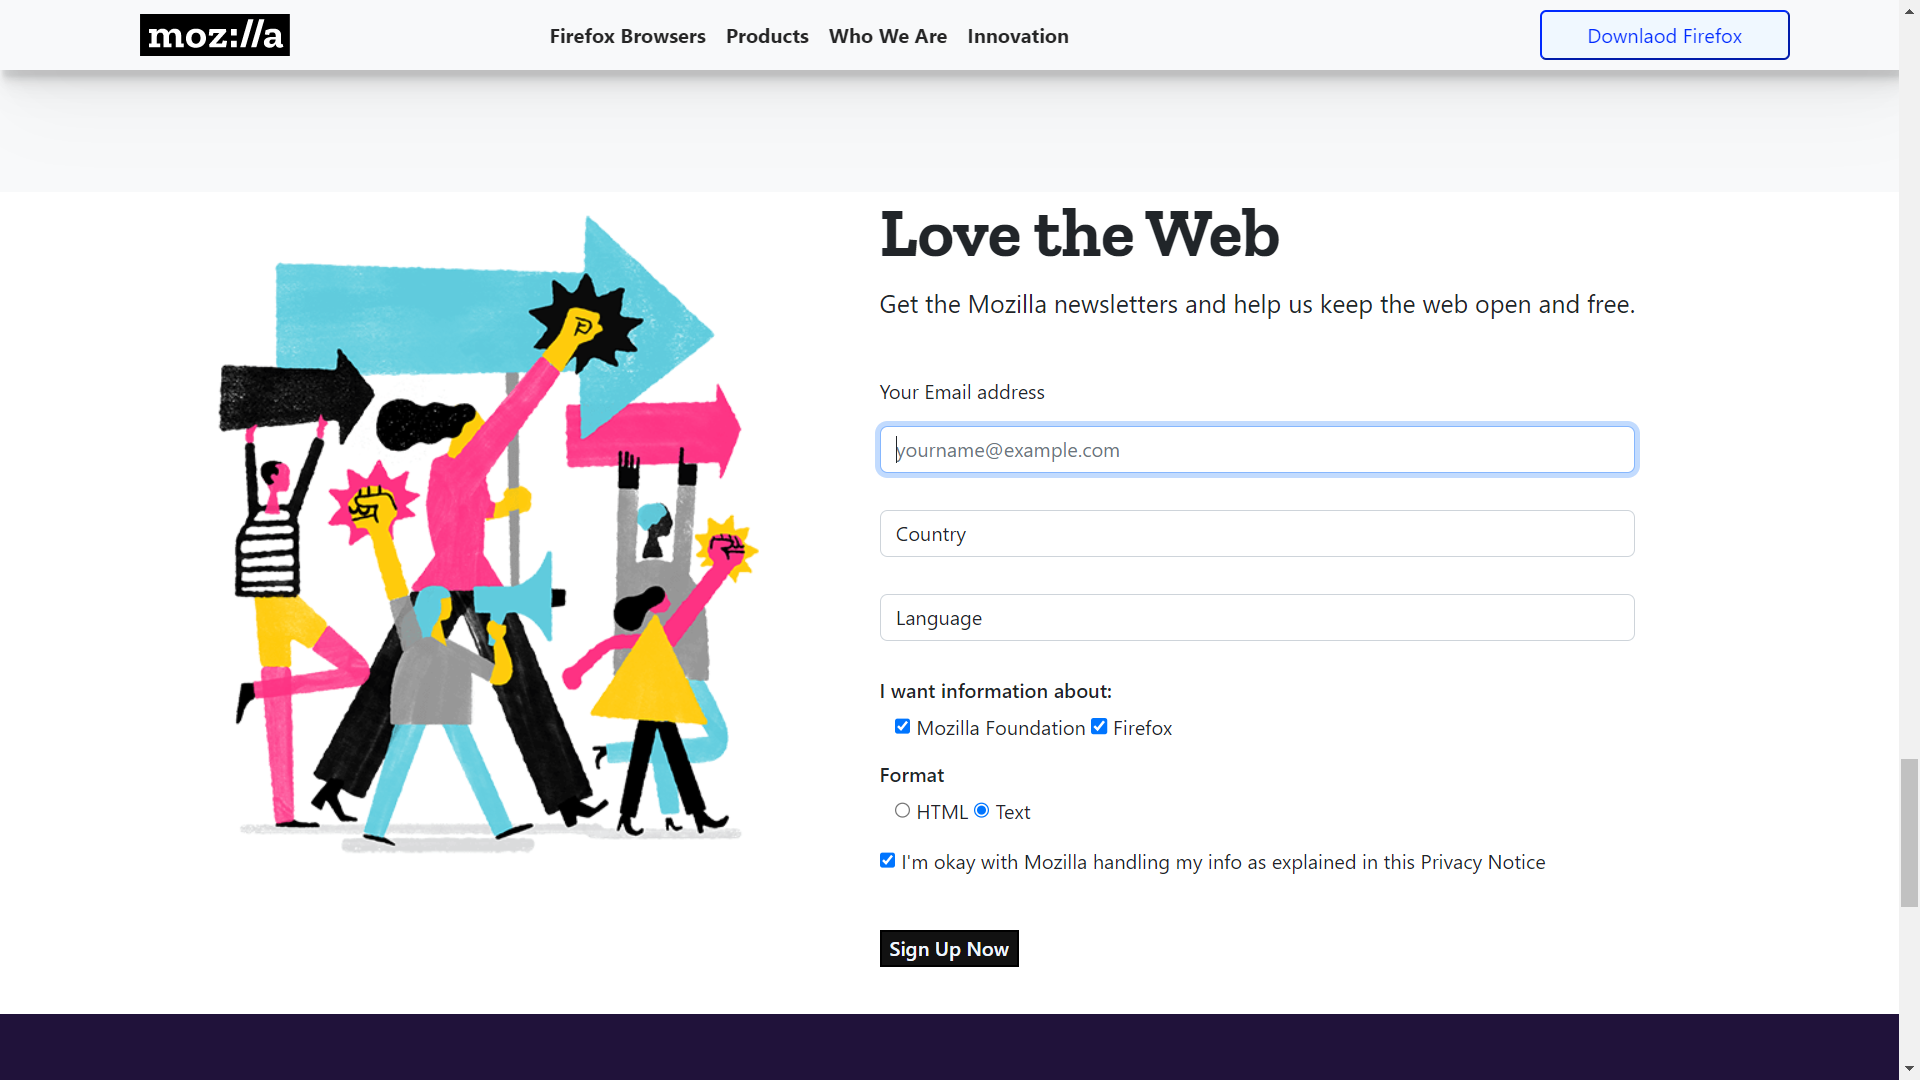 moz://a
Firefox Browsers Products Who We Are Innovation
Downlaod Firefox
Love the Web
Get the Mozilla newsletters and help us keep the web open and free.
Your Email address
yourname@example.com
Country
Language
I want information about:
Mozilla Foundation Firefox
Format
HTML Text
I'm okay with Mozilla handling my info as explained in this Privacy Notice
Sign Up Now